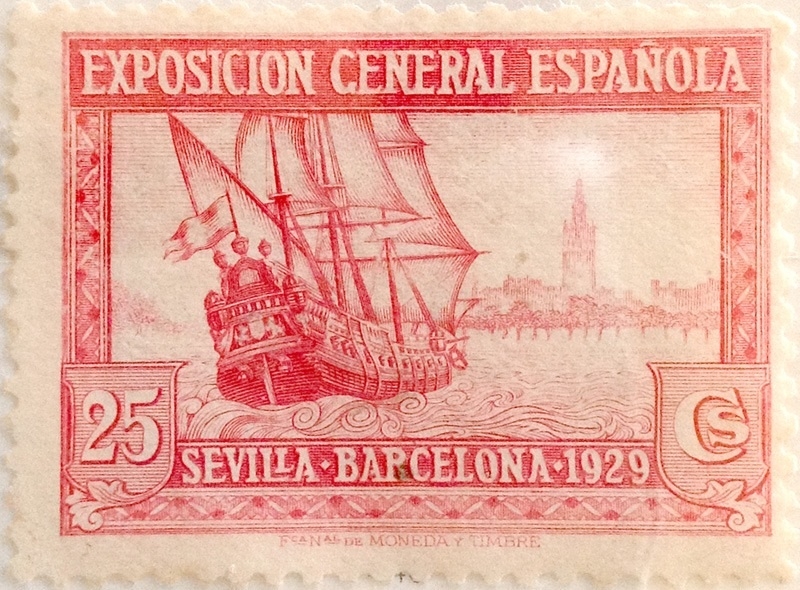 EXPOSICION GENERAL ESPAÑOLA
25 Cs
SEVILLA · BARCELONA · 1929
FCA NAL DE MONEDA Y TIMBRE